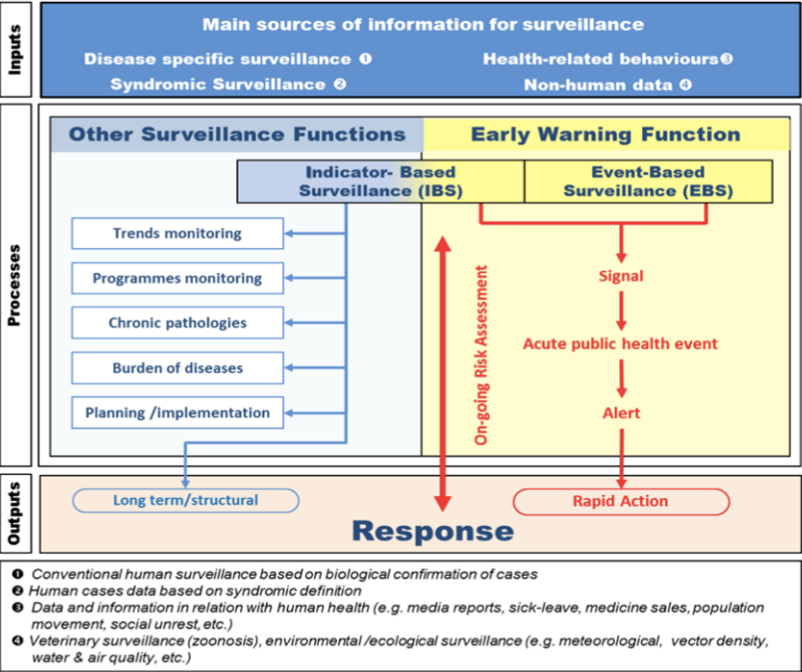 Inputs
Main sources of information for surveillance
Disease specific surveillance ❶
Health-related behaviours❸
Syndromic Surveillance ❷
Non-human data ❹
Processes
Other Surveillance Functions
Early Warning Function
Indicator- Based
Surveillance (IBS)
Event-Based
Surveillance (EBS)
Trends monitoring
Programmes monitoring
Chronic pathologies
Burden of diseases
Planning /implementation
On-going Risk Assessment
Signal
Acute public health event
Alert
Outputs
Long term/structural
Rapid Action
Response
❶ Conventional human surveillance based on biological confirmation of cases
❷ Human cases data based on syndromic definition
❸ Data and information in relation with human health (e.g. media reports, sick-leave, medicine sales, population
movement, social unrest, etc.)
❹ Veterinary surveillance (zoonosis), environmental /ecological surveillance (e.g. meteorological, vector density,
water & air quality, etc.)